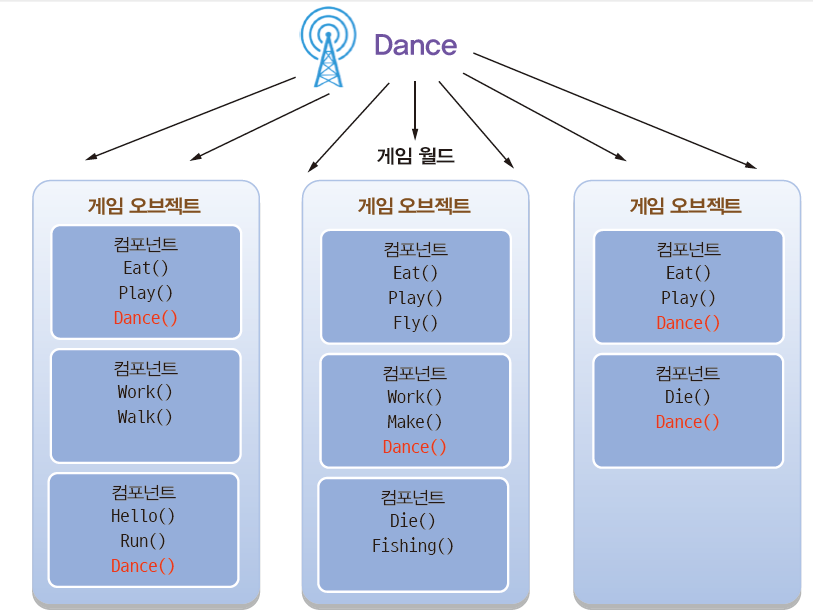 Dance
게임 월드
게임 오브젝트
컴포넌트
Eat()
Play()
Dance()
컴포넌트
Work()
Walk()
컴포넌트
Hello()
Run()
Dance()
게임 오브젝트
컴포넌트
Eat()
Play()
Fly()
컴포넌트
Work()
Make()
Dance()
컴포넌트
Die()
Fishing()
게임 오브젝트
컴포넌트
Eat()
Play()
Dance()
컴포넌트
Die()
Dance()